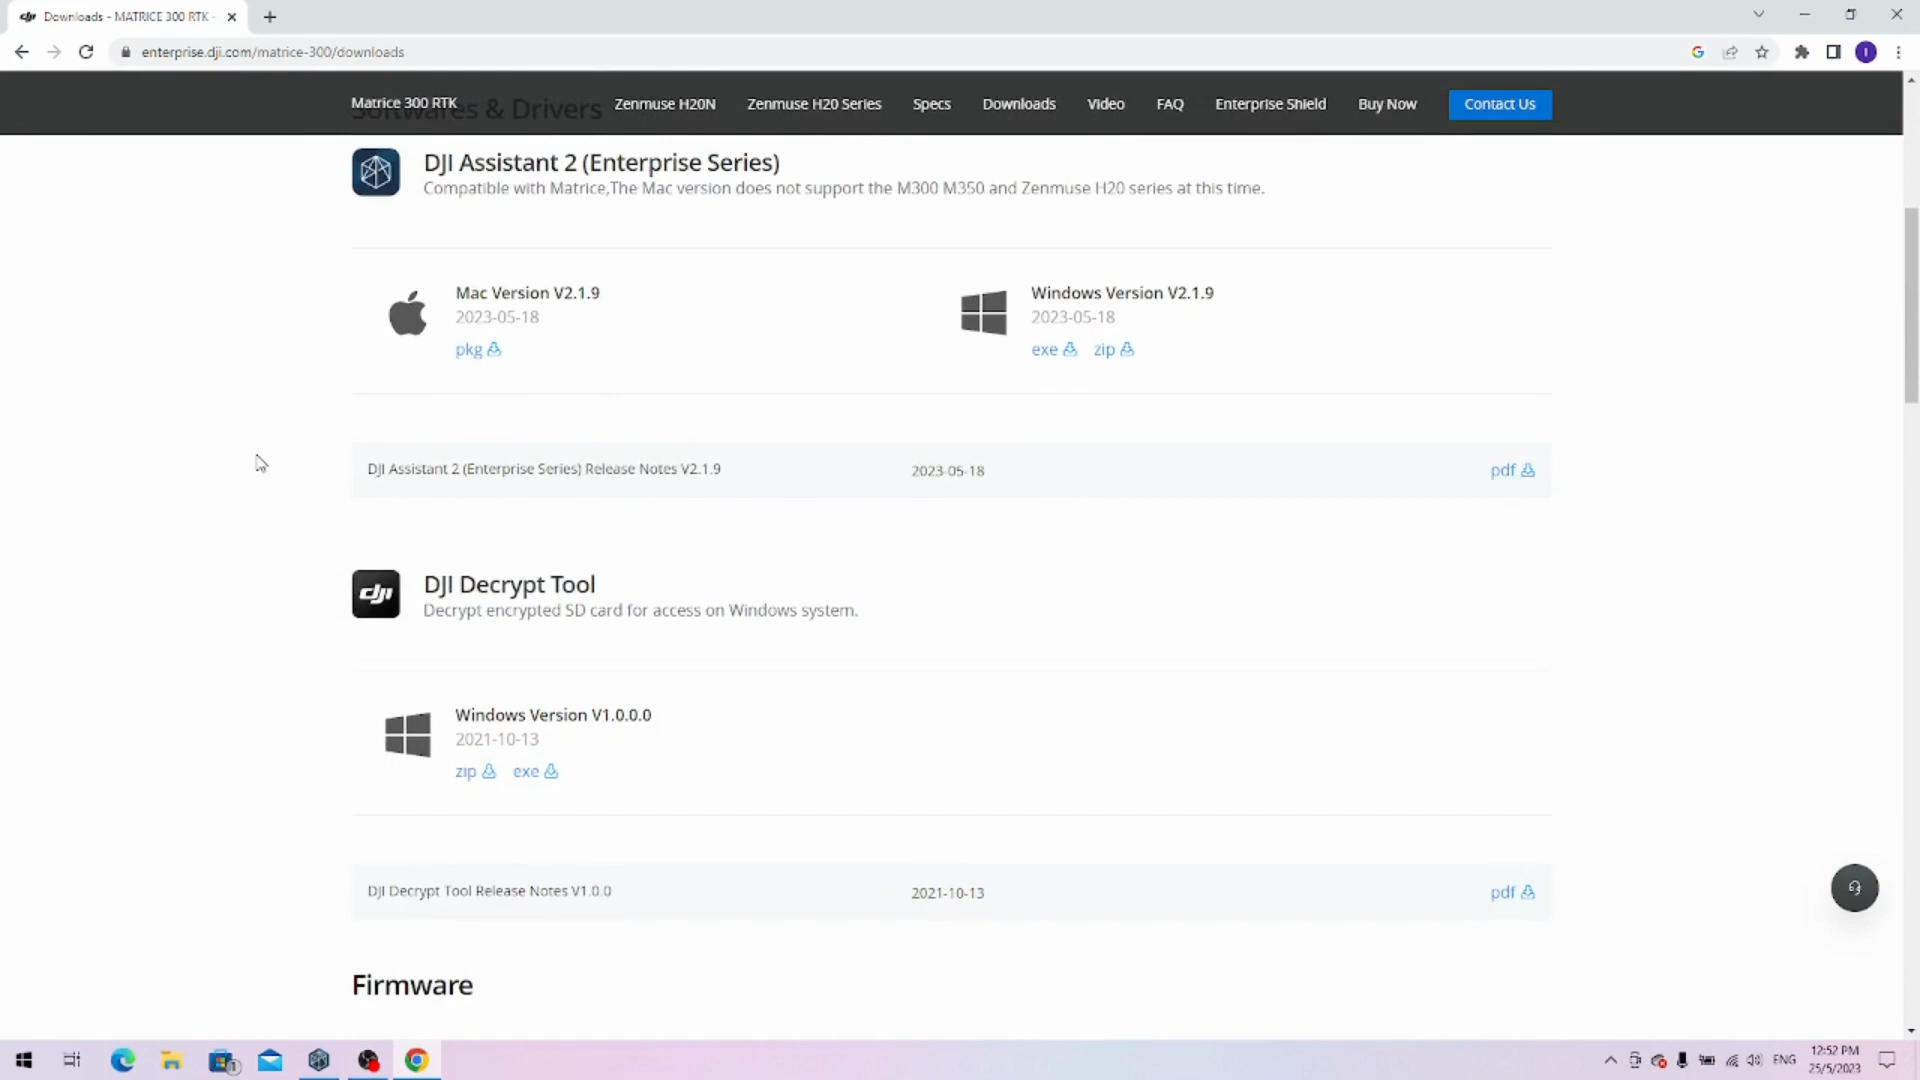 Downloads - MATRICE 300 RTK -
enterprise.dji.com/matrice-300/downloads
Matrice 300 RTK
Softwares & Drivers
Zenmuse H20N
Zenmuse H20 Series
Specs
Downloads
Video
FAQ
Enterprise Shield
Buy Now
Contact Us
DJI Assistant 2 (Enterprise Series)
Compatible with Matrice,The Mac version does not support the M300 M350 and Zenmuse H20 series at this time.
Mac Version V2.1.9
2023-05-18
pkg
Windows Version V2.1.9
2023-05-18
exe zip
DJI Assistant 2 (Enterprise Series) Release Notes V2.1.9
2023-05-18
pdf
dji
DJI Decrypt Tool
Decrypt encrypted SD card for access on Windows system.
Windows Version V1.0.0.0
2021-10-13
zip exe
DJI Decrypt Tool Release Notes V1.0.0
2021-10-13
pdf
Firmware
ENG
12:52 PM
25/5/2023